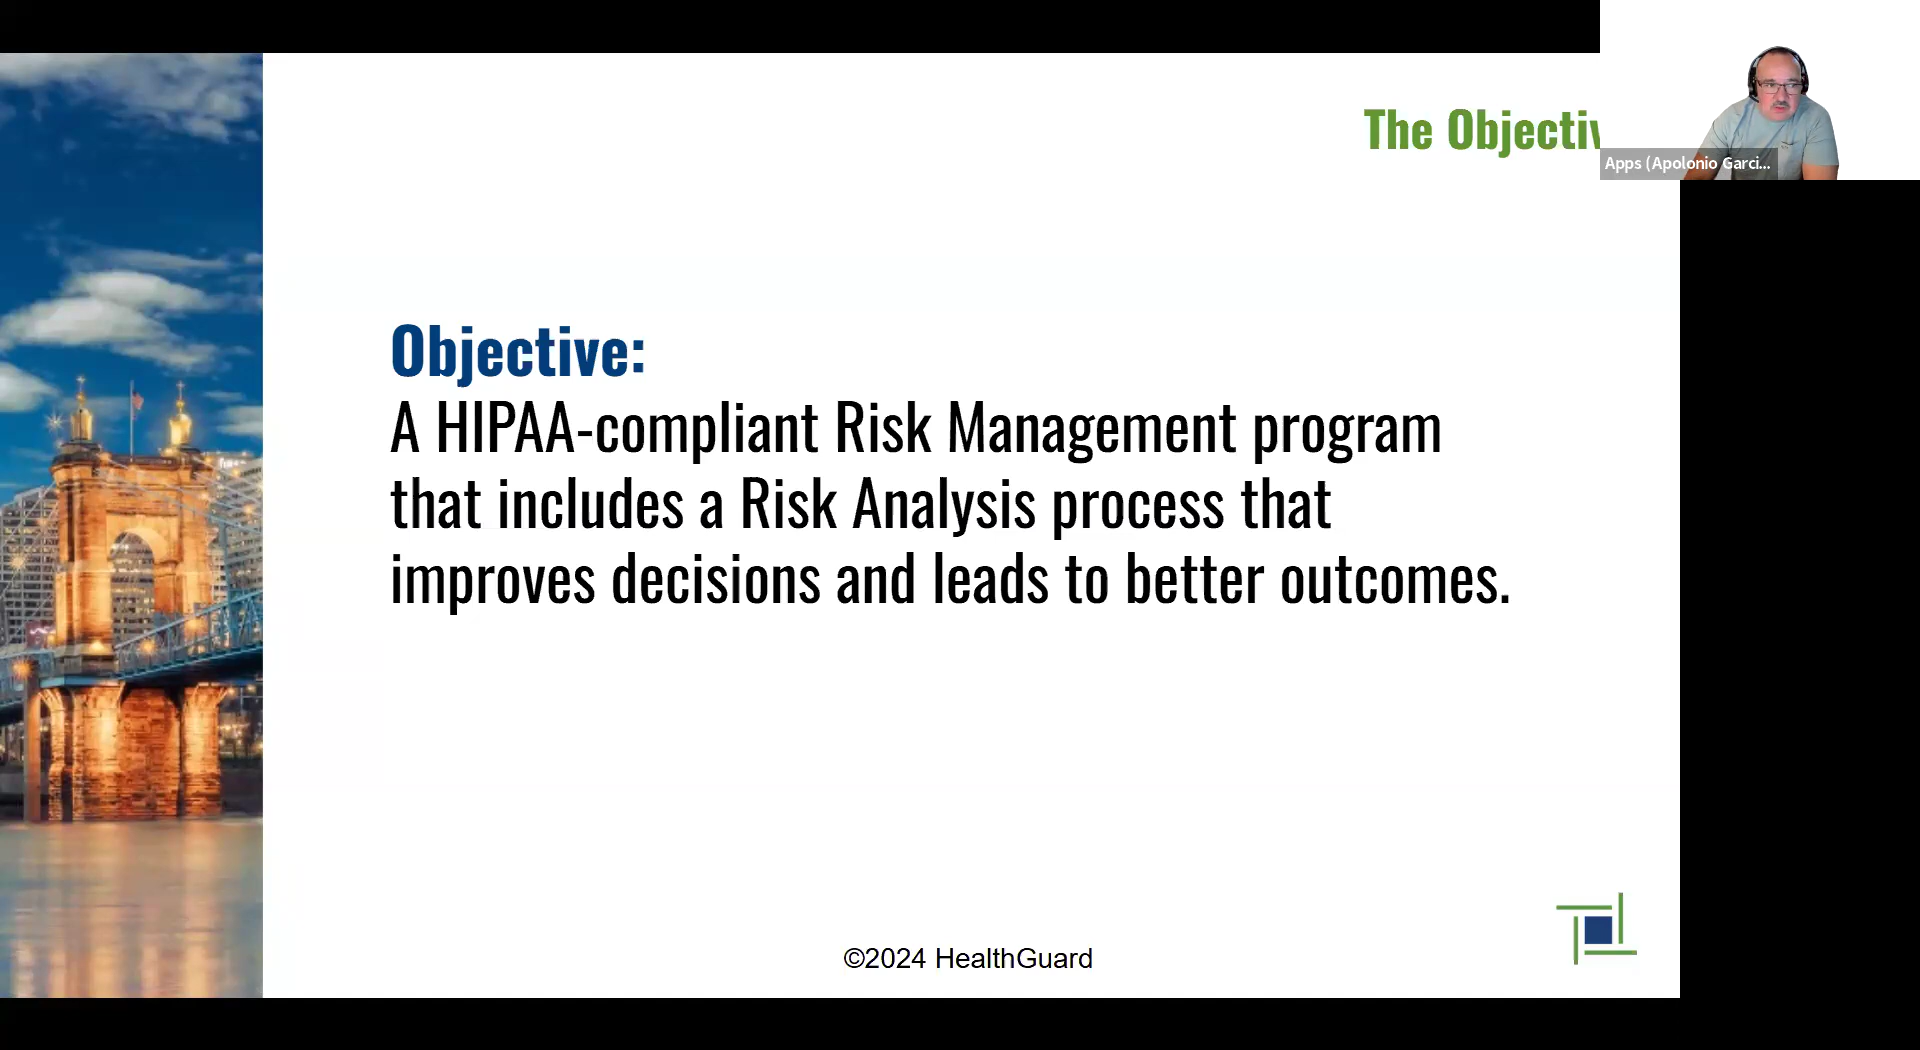 The Objectiv
Apps (Apolonio Garci...
Objective:
A HIPAA-compliant Risk Management program
that includes a Risk Analysis process that
improves decisions and leads to better outcomes.
©2024 HealthGuard